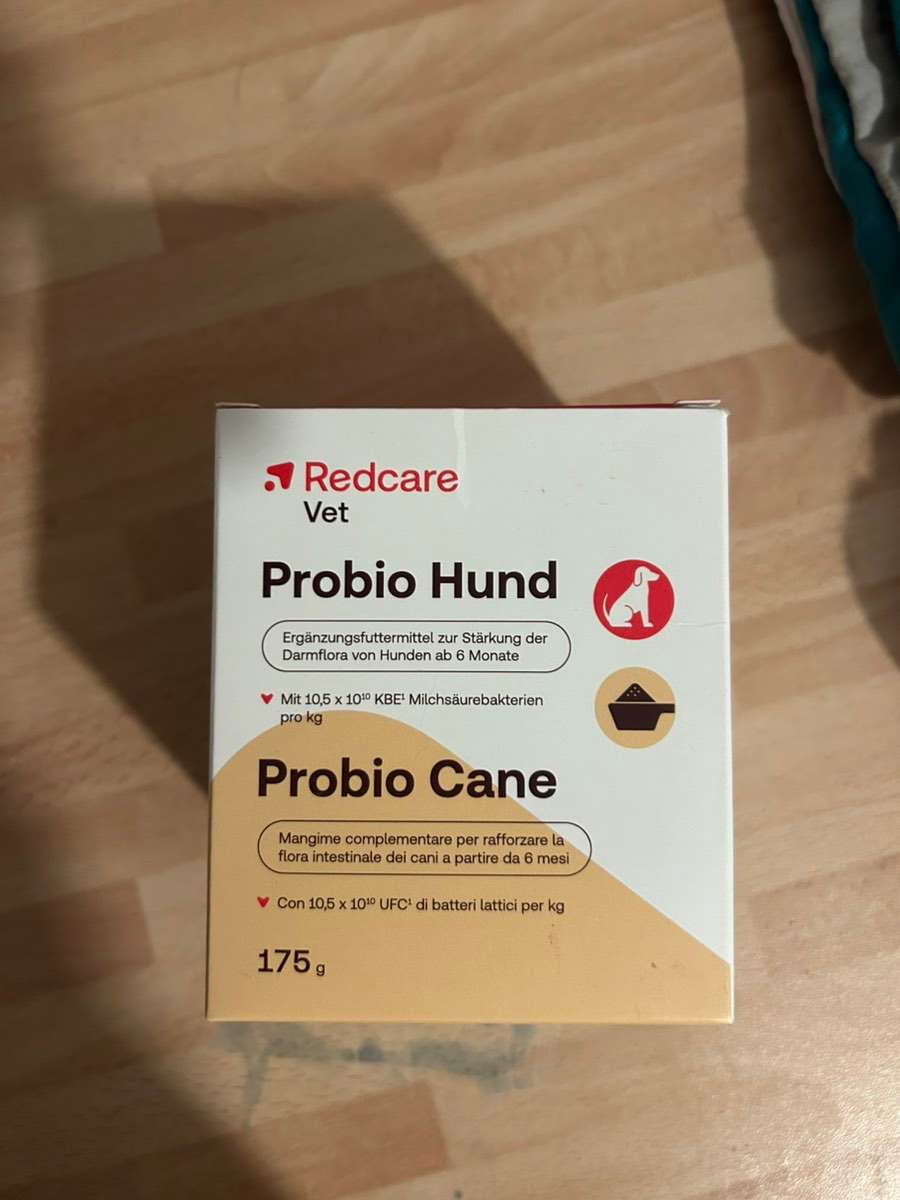 Redcare
Vet
Probio Hund
Ergänzungsfuttermittel zur Stärkung der
Darmflora von Hunden ab 6 Monate
Mit 10,5 x 10¹⁰ KBE¹ Milchsäurebakterien
pro kg
Probio Cane
Mangime complementare per rafforzare la
flora intestinale dei cani a partire da 6 mesi
Con 10,5 x 10¹⁰ UFC¹ di batteri lattici per kg
175 g